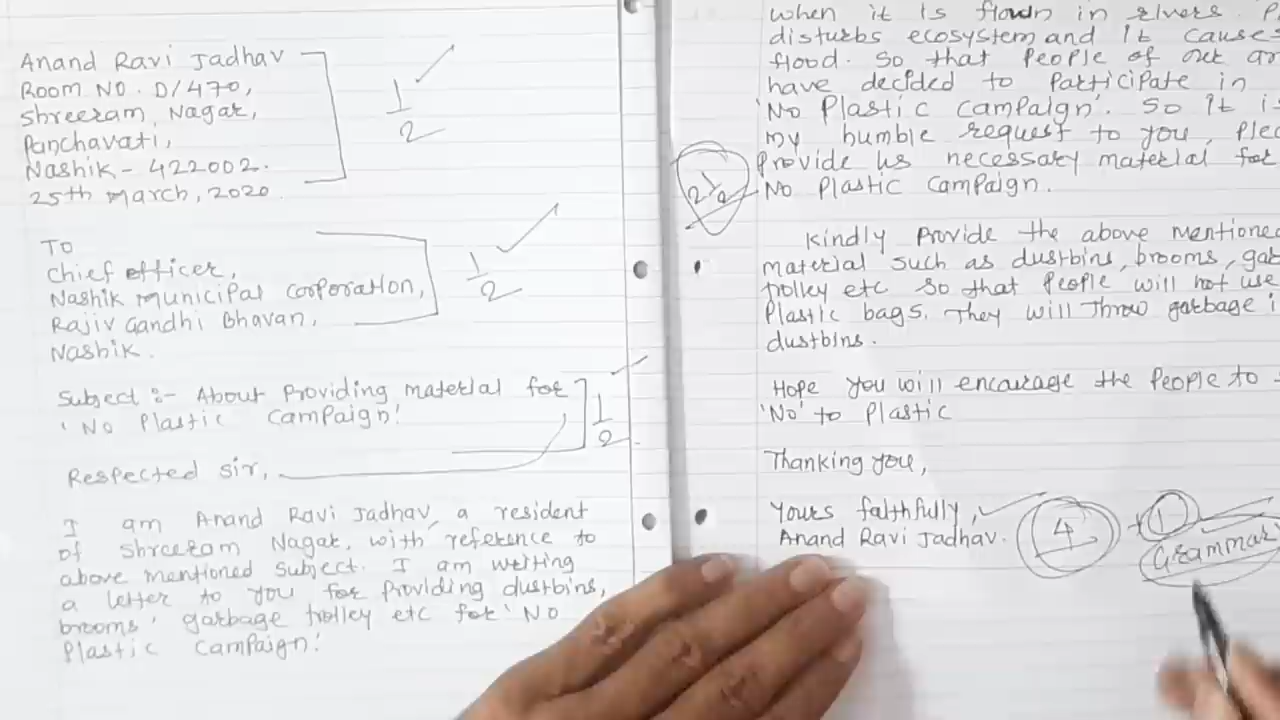 Anand Ravi Jadhav
Room No. D/470,
Shreeram, Nagar,
Panchavati,
Nashik - 422002.
25th March, 2020.
1/2
To
Chief officer,
Nashik Municipal Corporation,
Rajiv Gandhi Bhavan,
Nashik.
1/2
Subject :- About Providing material for
'No Plastic Campaign'
1/2
Respected sir,
I am Anand Ravi Jadhav, a resident
of Shreeram Nagar, with reference to
above mentioned subject. I am writing
a letter to you for providing dustbins,
brooms, garbage trolley etc for 'No
Plastic Campaign'
when it is flown in rivers.
disturbs ecosystem and it
flood. So that People of our
have decided to Participate in
'No Plastic Campaign'. So it
my humble request to you,
Provide us necessary material for
No Plastic Campaign.
2 1/2
Kindly Provide the above mentioned
material such as dustbins, brooms,
trolley etc so that People will not use
Plastic bags. They will throw garbage
dustbins.
Hope you will encourage the People to
'No' to Plastic
Thanking you,
Yours faithfully,
Anand Ravi Jadhav.
4 + 1
Grammar